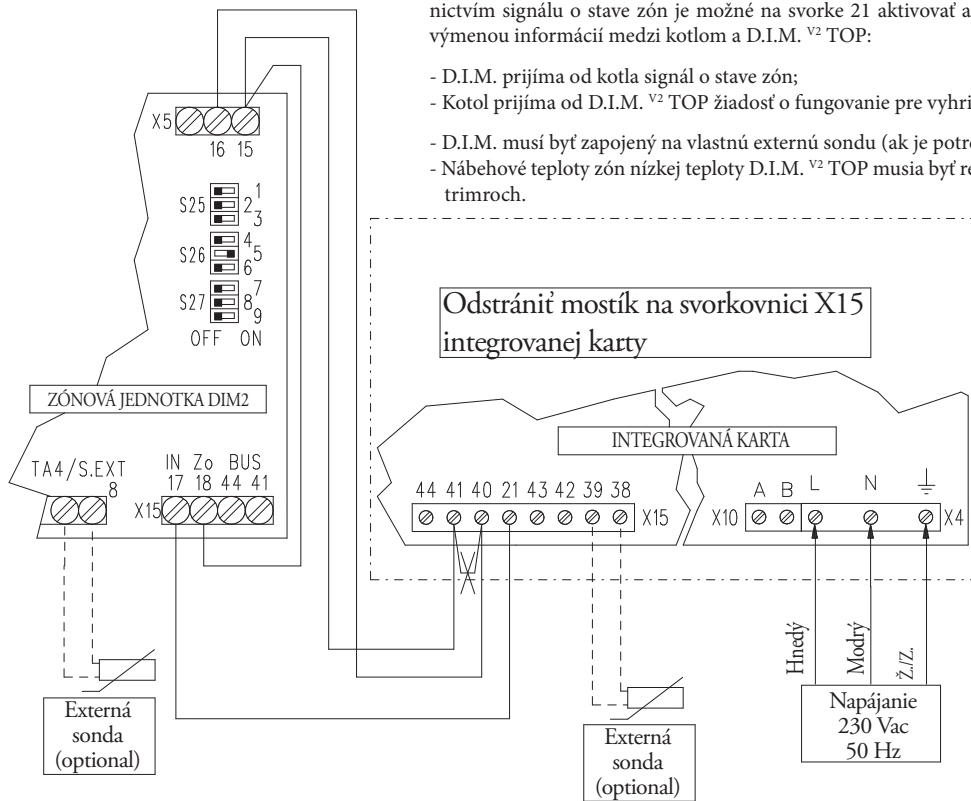 nictvím signálu o stave zón je možné na svorke 21 aktivovať a
výmenou informácií medzi kotlom a D.I.M. V2 TOP:
- D.I.M. prijíma od kotla signál o stave zón;
- Kotol prijíma od D.I.M. V2 TOP žiadosť o fungovanie pre vyhri
- D.I.M. musí byť zapojený na vlastnú externú sondu (ak je potre
- Nábehové teploty zón nízkej teploty D.I.M. V2 TOP musia byť re
trimroch.
X5
16 15
S25
1
2
3
S26
4
5
6
S27
7
8
9
OFF ON
Odstrániť mostík na svorkovnici X15
integrovanej karty
ZÓNOVÁ JEDNOTKA DIM2
INTEGROVANÁ KARTA
TA4/S.EXT
8
IN Zo BUS
17 18 44 41
X15
44 41 40 21 43 42 39 38
X15
A B L N
X10
X4
Hnedý
Modrý
Ž./Z.
Externá
sonda
(optional)
Externá
sonda
(optional)
Napájanie
230 Vac
50 Hz